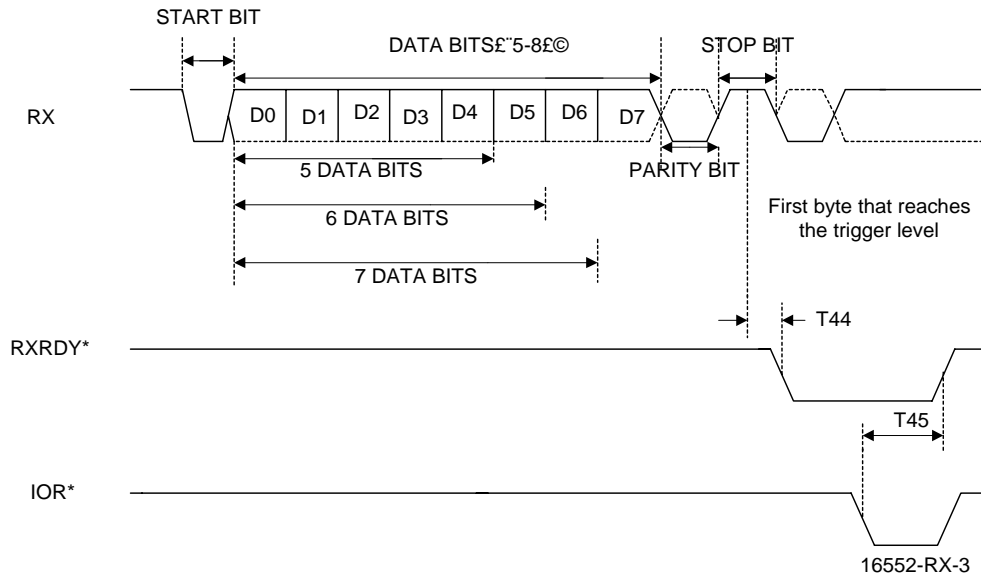 START BIT
DATA BITS£¨5-8£©
STOP BIT
RX
D0 D1 D2 D3 D4 D5 D6 D7
5 DATA BITS
PARITY BIT
6 DATA BITS
First byte that reaches
the trigger level
7 DATA BITS
T44
RXRDY*
T45
IOR*
16552-RX-3